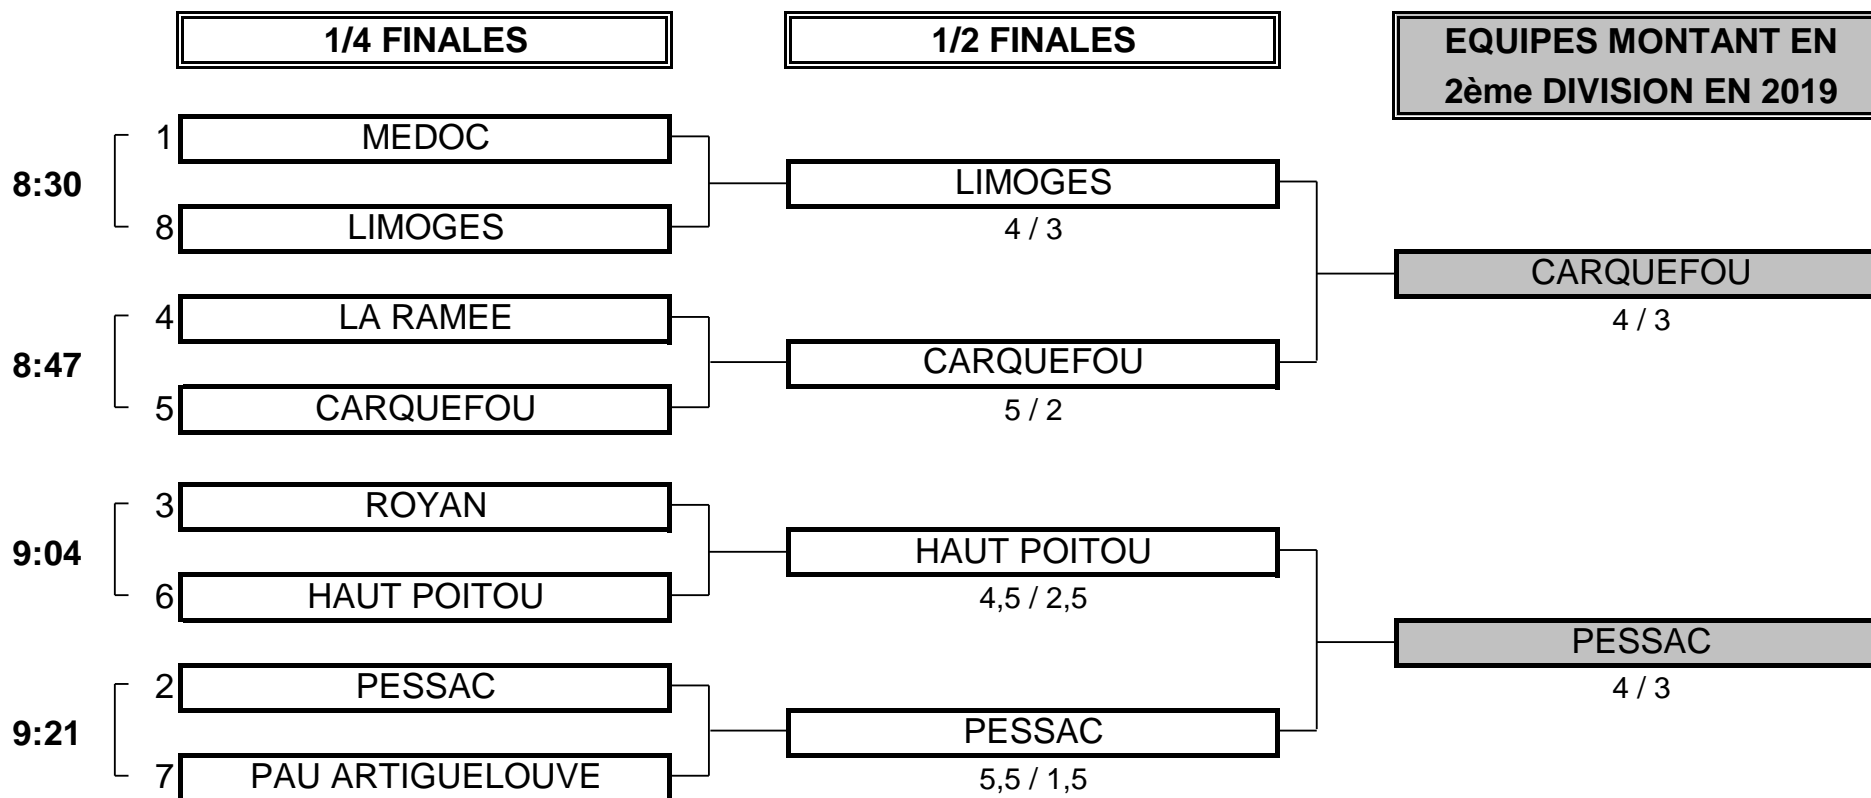 1/4 FINALES
1/2 FINALES
EQUIPES MONTANT EN
2ème DIVISION EN 2019
8:30
1 MEDOC
8 LIMOGES
LIMOGES
4 / 3
8:47
4 LA RAMEE
5 CARQUEFOU
CARQUEFOU
5 / 2
CARQUEFOU
4 / 3
9:04
3 ROYAN
6 HAUT POITOU
HAUT POITOU
4,5 / 2,5
9:21
2 PESSAC
7 PAU ARTIGUELOUVE
PESSAC
5,5 / 1,5
PESSAC
4 / 3